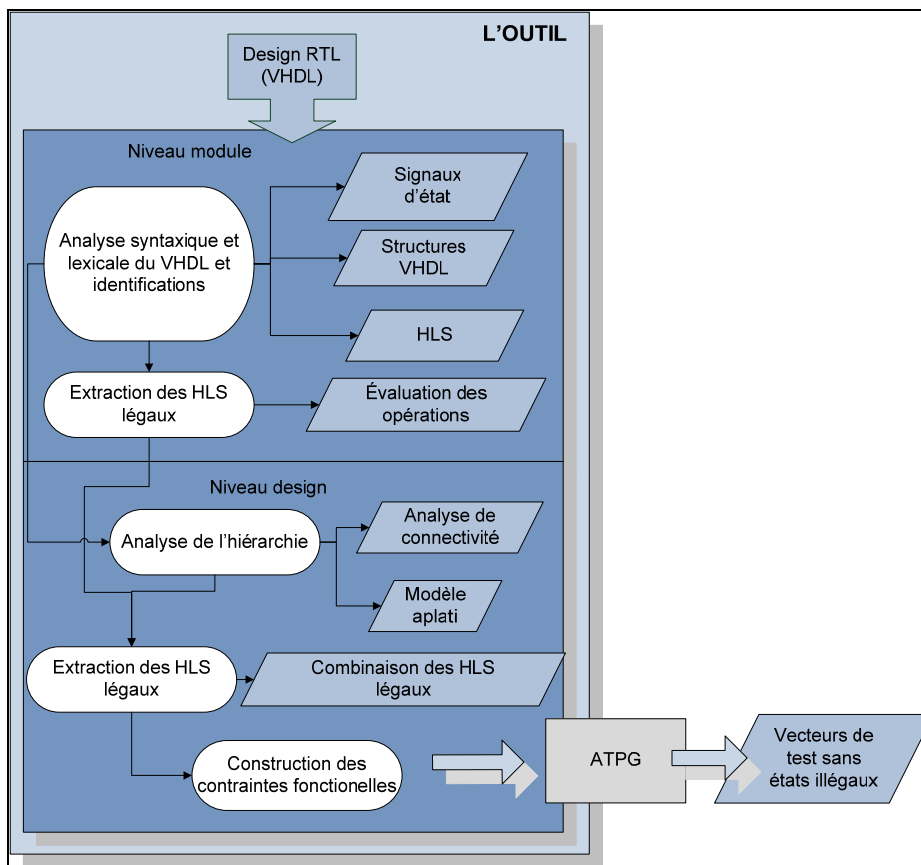 L'OUTIL
Design RTL
(VHDL)
Niveau module
Signaux
d'état
Analyse syntaxique et
lexicale du VHDL et
identifications
Structures
VHDL
HLS
Extraction des HLS
légaux
Évaluation des
opérations
Niveau design
Analyse de l'hiérarchie
Analyse de
connectivité
Modèle
aplati
Extraction des HLS
légaux
Combinaison des HLS
légaux
Construction des
contraintes fonctionelles
ATPG
Vecteurs de
test sans
états illégaux